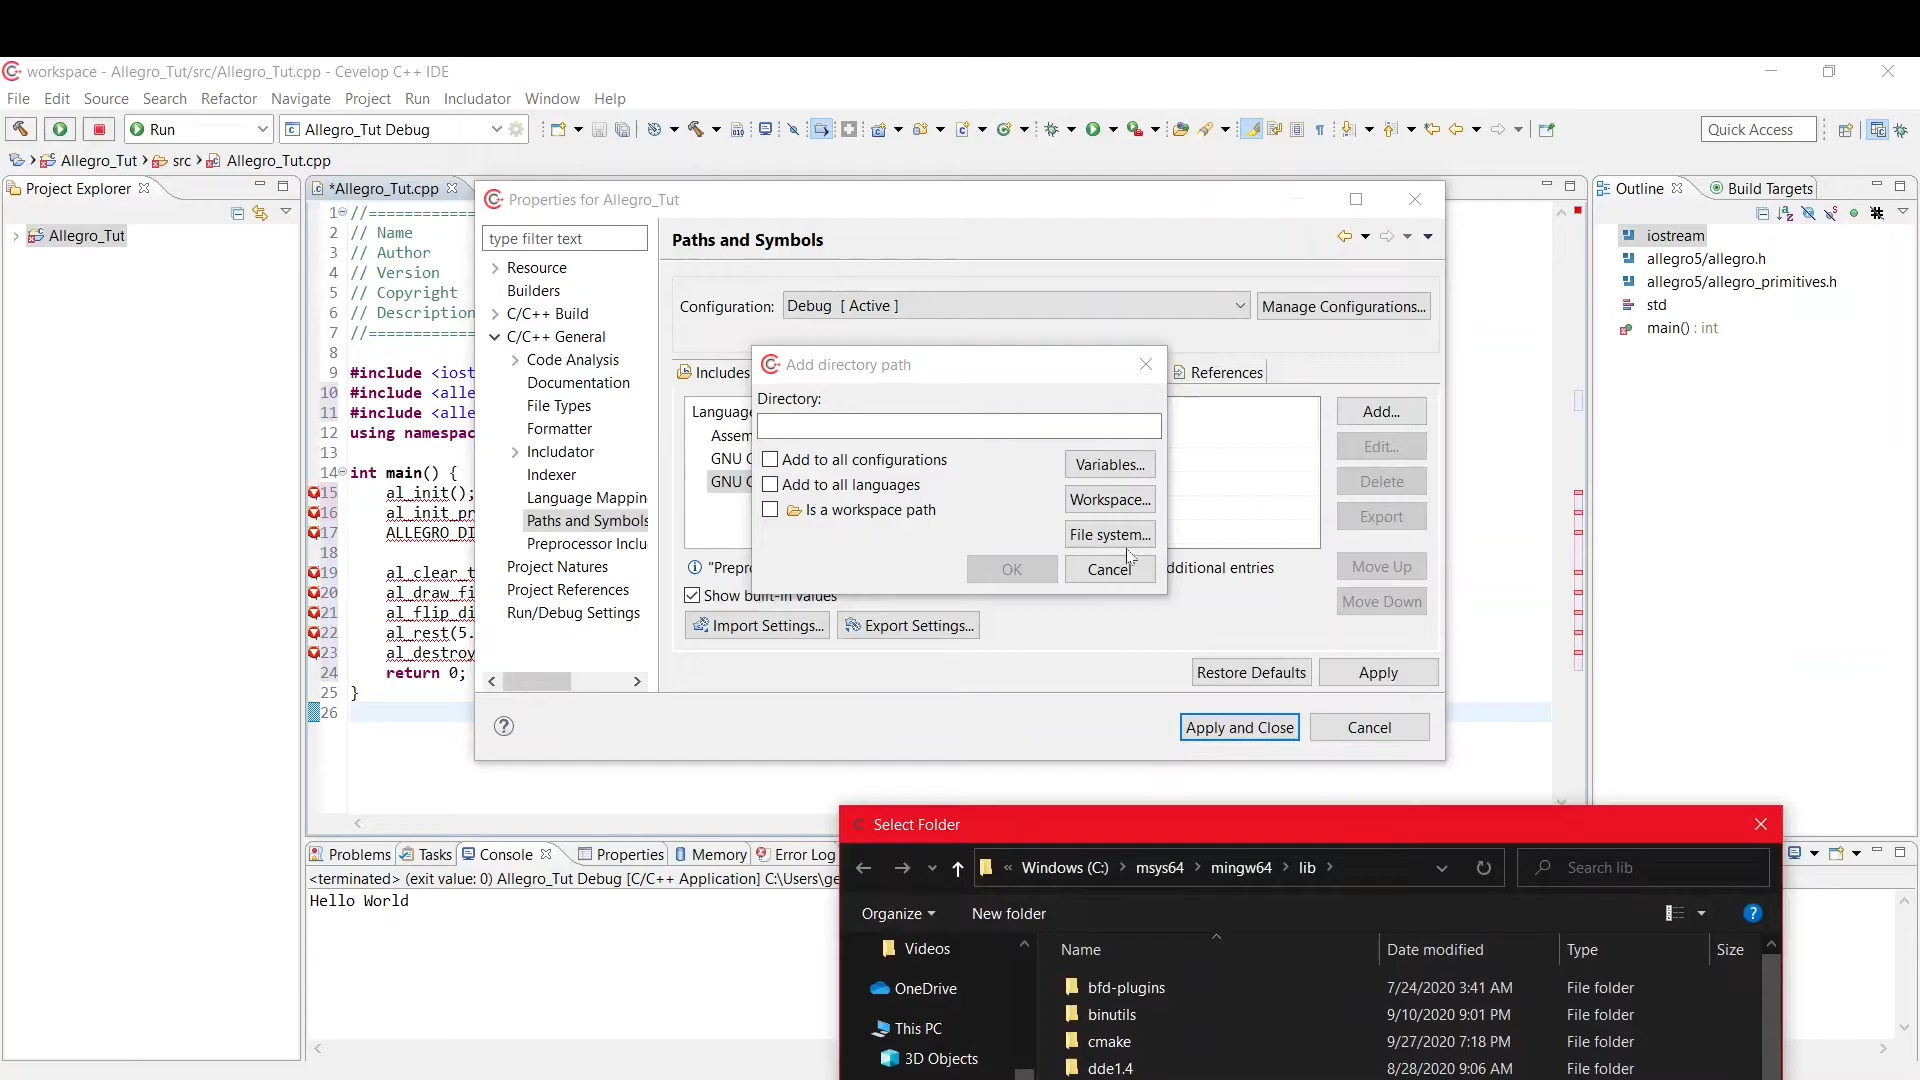 workspace - Allegro_Tut/src/Allegro_Tut.cpp - Cevelop C++ IDE
File Edit Source Search Refactor Navigate Project Run Includator Window Help
Run
Allegro_Tut Debug
Quick Access
Allegro_Tut src Allegro_Tut.cpp
Project Explorer
Allegro_Tut
*Allegro_Tut.cpp
1 //============
2 // Name
3 // Author
4 // Version
5 // Copyright
6 // Description
7 //============
8
9 #include <iost
10 #include <alle
11 #include <alle
12 using namespac
13
14 int main() {
15 al_init();
16 al_init_pr
17 ALLEGRO_DI
18
19 al_clear_t
20 al_draw_fi
21 al_flip_di
22 al_rest(5.
23 al_destroy
24 return 0;
25 }
26
Properties for Allegro_Tut
type filter text
Resource
Builders
C/C++ Build
C/C++ General
Code Analysis
Documentation
File Types
Formatter
Includator
Indexer
Language Mappin
Paths and Symbols
Preprocessor Inclu
Project Natures
Project References
Run/Debug Settings
Paths and Symbols
Configuration: Debug [ Active ] Manage Configurations...
Includes
References
Language
Assem
GNU C
GNU C
Add...
Edit...
Delete
Export
Move Up
Move Down
"Prepr
dditional entries
Show built-in values
Import Settings... Export Settings...
Restore Defaults Apply
Apply and Close Cancel
Add directory path
Directory:
Add to all configurations
Add to all languages
Is a workspace path
Variables...
Workspace...
File system...
OK Cancel
Outline Build Targets
iostream
allegro5/allegro.h
allegro5/allegro_primitives.h
std
main() : int
Problems Tasks Console Properties Memory Error Log
<terminated> (exit value: 0) Allegro_Tut Debug [C/C++ Application] C:\Users\ge
Hello World
Select Folder
« Windows (C:) msys64 mingw64 lib
Search lib
Organize New folder
Videos
OneDrive
This PC
3D Objects
Name Date modified Type Size
bfd-plugins 7/24/2020 3:41 AM File folder
binutils 9/10/2020 9:01 PM File folder
cmake 9/27/2020 7:18 PM File folder
dde1.4 8/28/2020 9:06 AM File folder